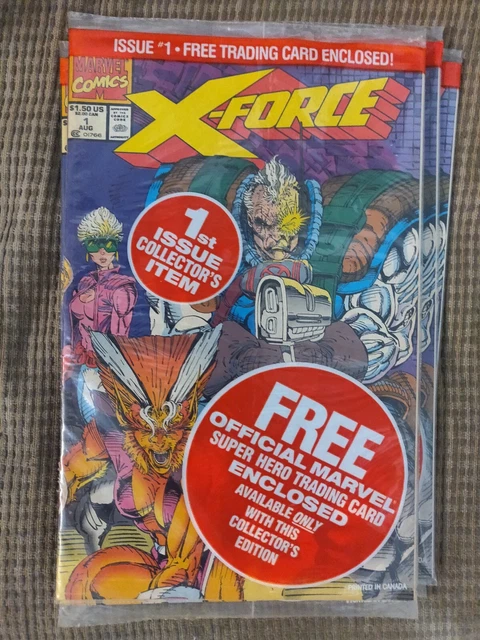 ISSUE #1 • FREE TRADING CARD ENCLOSED!
MARVEL
COMICS
$1.50 US
1
AUG
X-FORCE
1st
ISSUE
COLLECTOR'S
ITEM
FREE
OFFICIAL MARVEL
SUPER HERO TRADING CARD
ENCLOSED
AVAILABLE ONLY
WITH THIS
COLLECTOR'S
EDITION
PRINTED IN CANADA